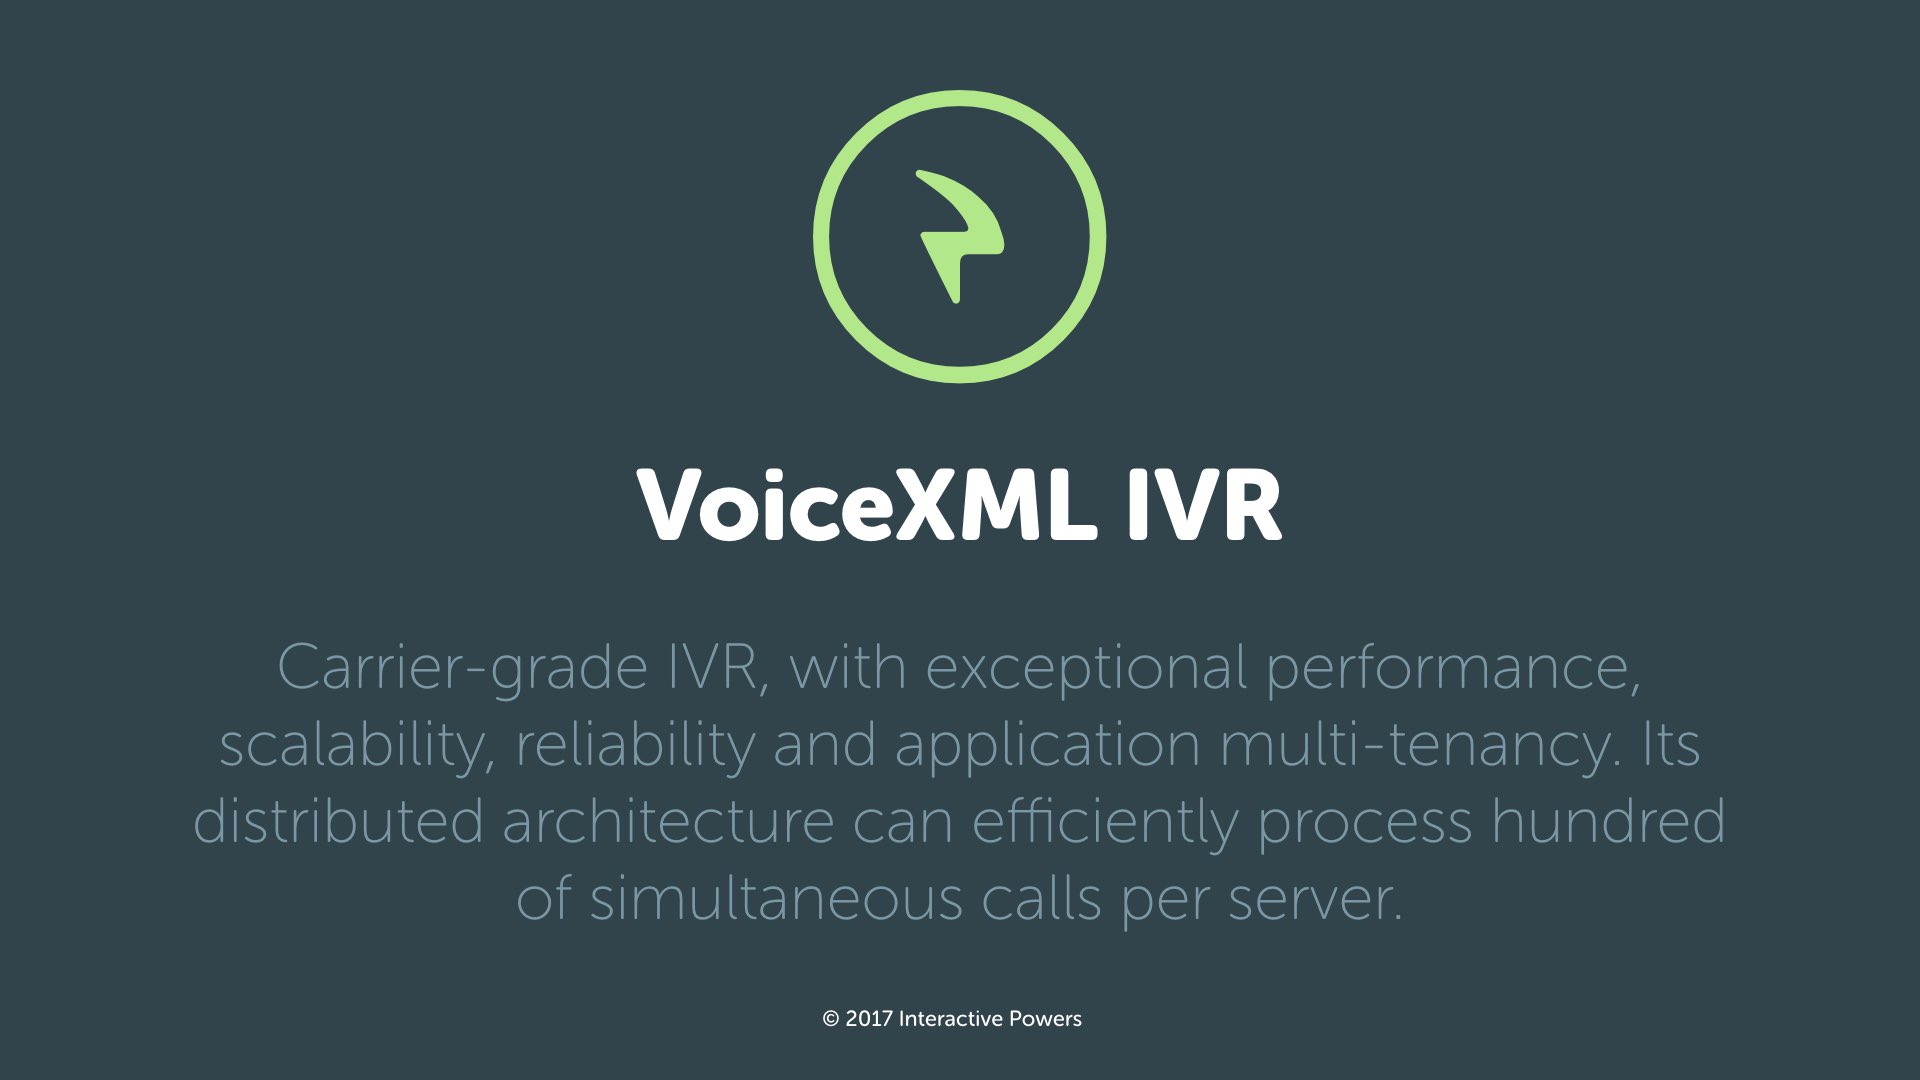 VoiceXML IVR
Carrier-grade IVR, with exceptional performance,
scalability, reliability and application multi-tenancy. Its
distributed architecture can efficiently process hundred
of simultaneous calls per server.
© 2017 Interactive Powers